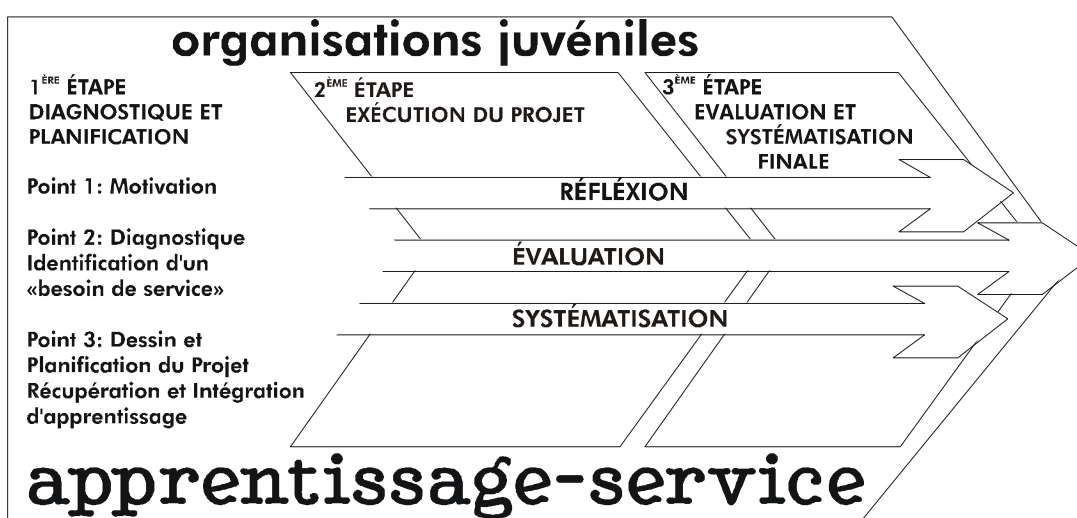 organisations juvéniles
1ÈRE ÉTAPE
DIAGNOSTIQUE ET
PLANIFICATION
Point 1: Motivation
Point 2: Diagnostique
Identification d'un
«besoin de service»
Point 3: Dessin et
Planification du Projet
Récupération et Intégration
d'apprentissage
2ÈME ÉTAPE
EXÉCUTION DU PROJET
3ÈME ÉTAPE
EVALUATION ET
SYSTÉMATISATION
FINALE
RÉFLÉXION
ÉVALUATION
SYSTÉMATISATION
apprentissage-service